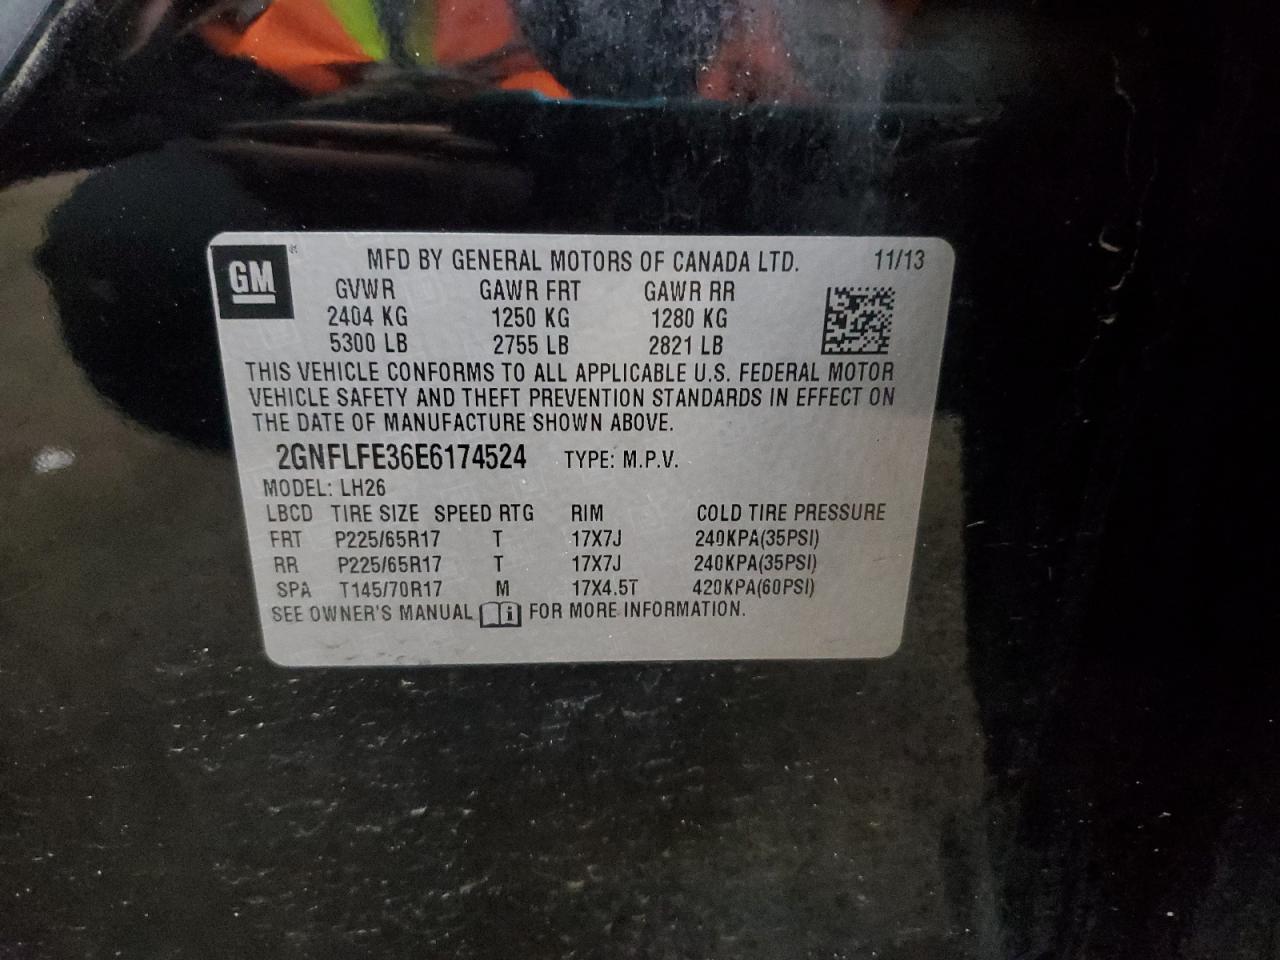 GM
MFD BY GENERAL MOTORS OF CANADA LTD. 11/13
GVWR GAWR FRT GAWR RR
2404 KG 1250 KG 1280 KG
5300 LB 2755 LB 2821 LB
THIS VEHICLE CONFORMS TO ALL APPLICABLE U.S. FEDERAL MOTOR
VEHICLE SAFETY AND THEFT PREVENTION STANDARDS IN EFFECT ON
THE DATE OF MANUFACTURE SHOWN ABOVE.
2GNFLFE36E6174524 TYPE: M.P.V.
MODEL: LH26
LBCD TIRE SIZE SPEED RTG RIM COLD TIRE PRESSURE
FRT P225/65R17 T 17X7J 240KPA(35PSI)
RR P225/65R17 T 17X7J 240KPA(35PSI)
SPA T145/70R17 M 17X4.5T 420KPA(60PSI)
SEE OWNER'S MANUAL i FOR MORE INFORMATION.